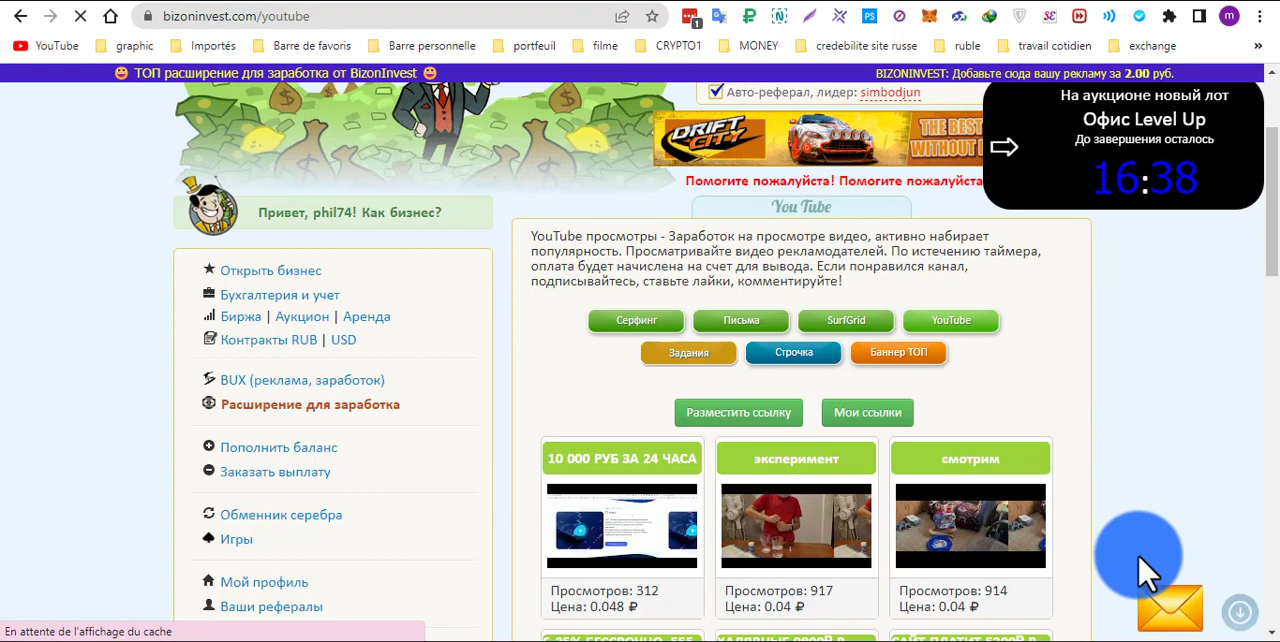 bizoninvest.com/youtube
1
m
YouTube graphic Importés Barre de favoris Barre personnelle portfeuil filme CRYPTO1 MONEY credebilite site russe ruble travail cotidien exchange »
ТОП расширение для заработка от BizonInvest
BIZONINVEST: Добавьте сюда вашу рекламу за 2.00 руб.
Авто-реферал, лидер: simbodjun
DRIFT CITY
THE BEST
WITHOUT
На аукционе новый лот
Офис Level Up
До завершения осталось
16:38
Помогите пожалуйста! Помогите пожалуйста
Привет, phil74! Как бизнес?
Открыть бизнес
Бухгалтерия и учет
Биржа | Аукцион | Аренда
Контракты RUB | USD
BUX (реклама, заработок)
Расширение для заработка
Пополнить баланс
Заказать выплату
Обменник серебра
Игры
Мой профиль
Ваши рефералы
You Tube
YouTube просмотры - Заработок на просмотре видео, активно набирает
популярность. Просматривайте видео рекламодателей. По истечению таймера,
оплата будет начислена на счет для вывода. Если понравился канал,
подписывайтесь, ставьте лайки, комментируйте!
Серфинг Письма SurfGrid YouTube
Задания Строчка Баннер ТОП
Разместить ссылку Мои ссылки
10 000 РУБ ЗА 24 ЧАСА
эксперимент
смотрим
Просмотров: 312
Цена: 0.048 ₽
Просмотров: 917
Цена: 0.04 ₽
Просмотров: 914
Цена: 0.04 ₽
En attente de l'affichage du cache